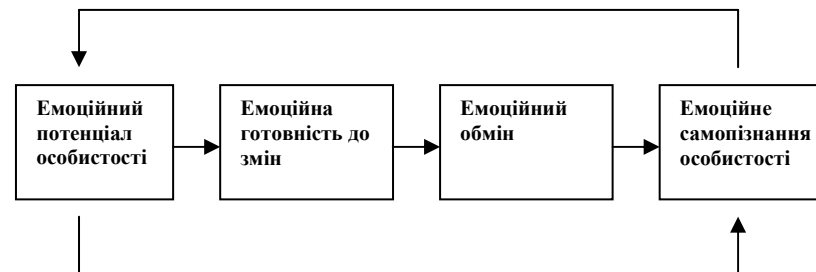 Емоційний
потенціал
особистості
Емоційна
готовність до
змін
Емоційний
обмін
Емоційне
самопізнання
особистості